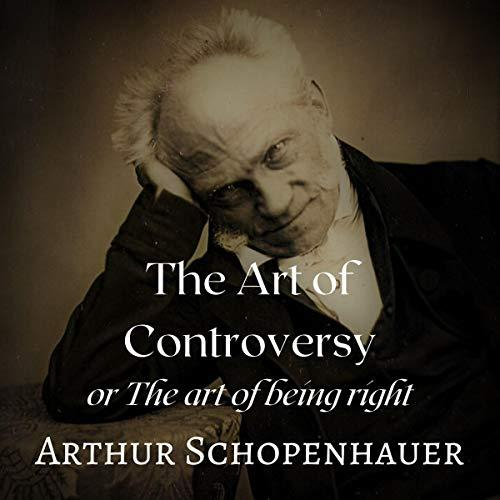 The Art of
Controversy
or The art of being right
ARTHUR SCHOPENHAUER